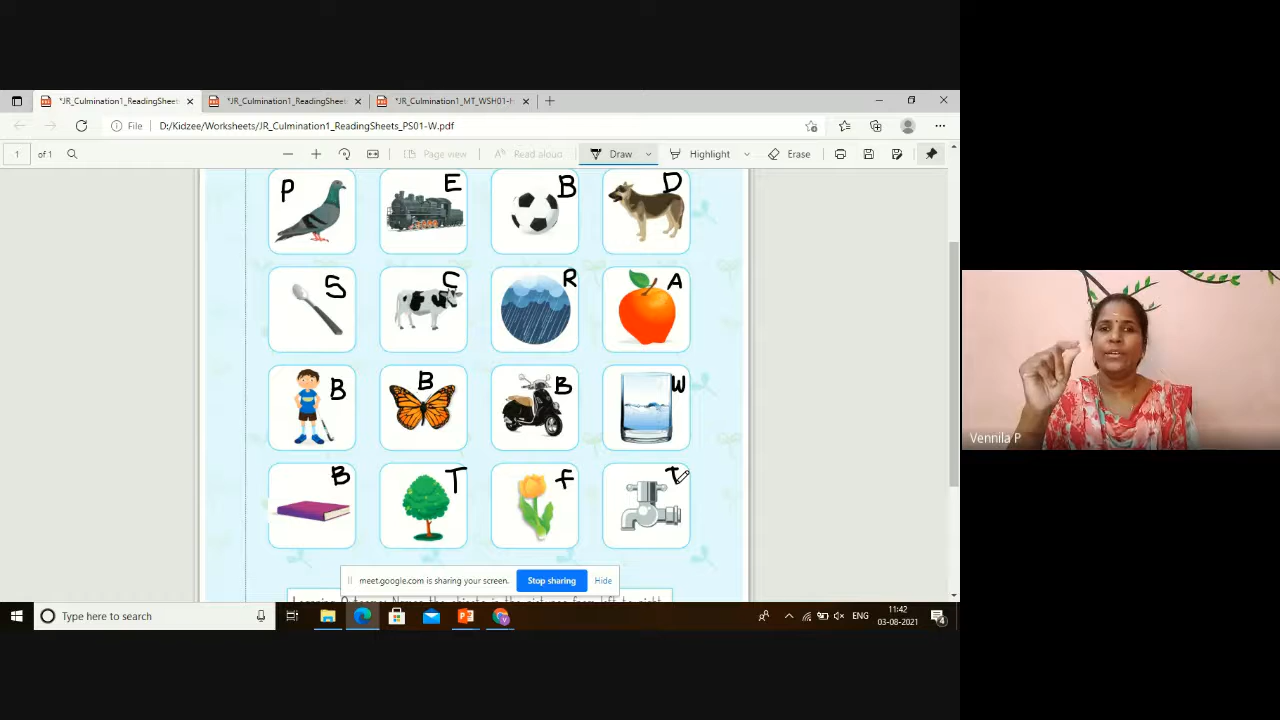 *JR_Culmination1_ReadingSheets
*JR_Culmination1_ReadingSheets
*JR_Culmination1_MT_WSH01-H
File D:/Kidzee/Worksheets/JR_Culmination1_ReadingSheets_PS01-W.pdf
1 of 1 Page view Read aloud Draw Highlight Erase
P E B D
S C R A
B B B W
B T f T
meet.google.com is sharing your screen. Stop sharing Hide
Type here to search
ENG 11:42
03-08-2021
4
Vennila P